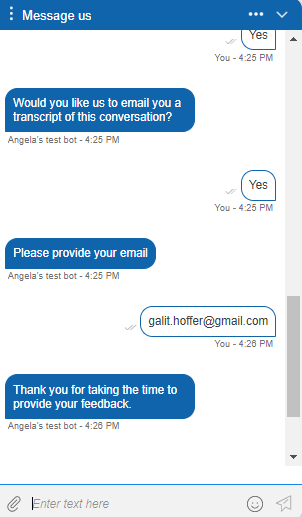 Message us
Yes
You - 4:25 PM
Would you like us to email you a
transcript of this conversation?
Angela's test bot - 4:25 PM
Yes
You - 4:25 PM
Please provide your email
Angela's test bot - 4:25 PM
galit.hoffer@gmail.com
You - 4:26 PM
Thank you for taking the time to
provide your feedback.
Angela's test bot - 4:26 PM
Enter text here